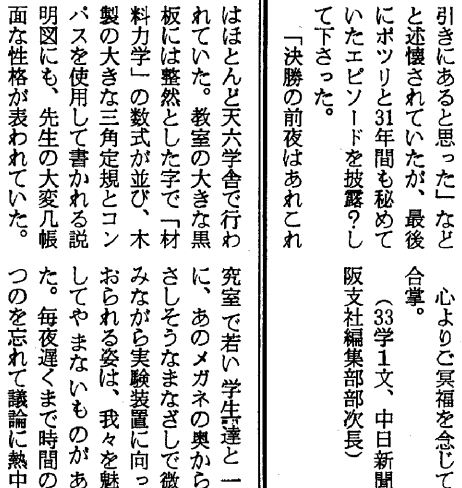 引きにあると思った」など
と述懐されていたが、最後
にポツリと31年間も秘めて
いたエピソードを披露?し
て下さった。
「決勝の前夜はあれこれ
心よりご冥福を念じて
合掌。
(33学1文、中日新聞
阪支社編集部部次長)
はほとんど天六学舎で行わ
れていた。教室の大きな黒
板には整然とした字で「材
料力学」の数式が並び、木
製の大きな三角定規とコン
パスを使用して書かれる説
明図にも、先生の大変几帳
面な性格が表われていた。
究室で若い学生達と一
に、あのメガネの奥から
さしそうなまなざしで微
みながら実験装置に向っ
おられる姿は、我々を魅
してやまないものがあ
た。毎夜遅くまで時間の
つのを忘れて議論に熱中